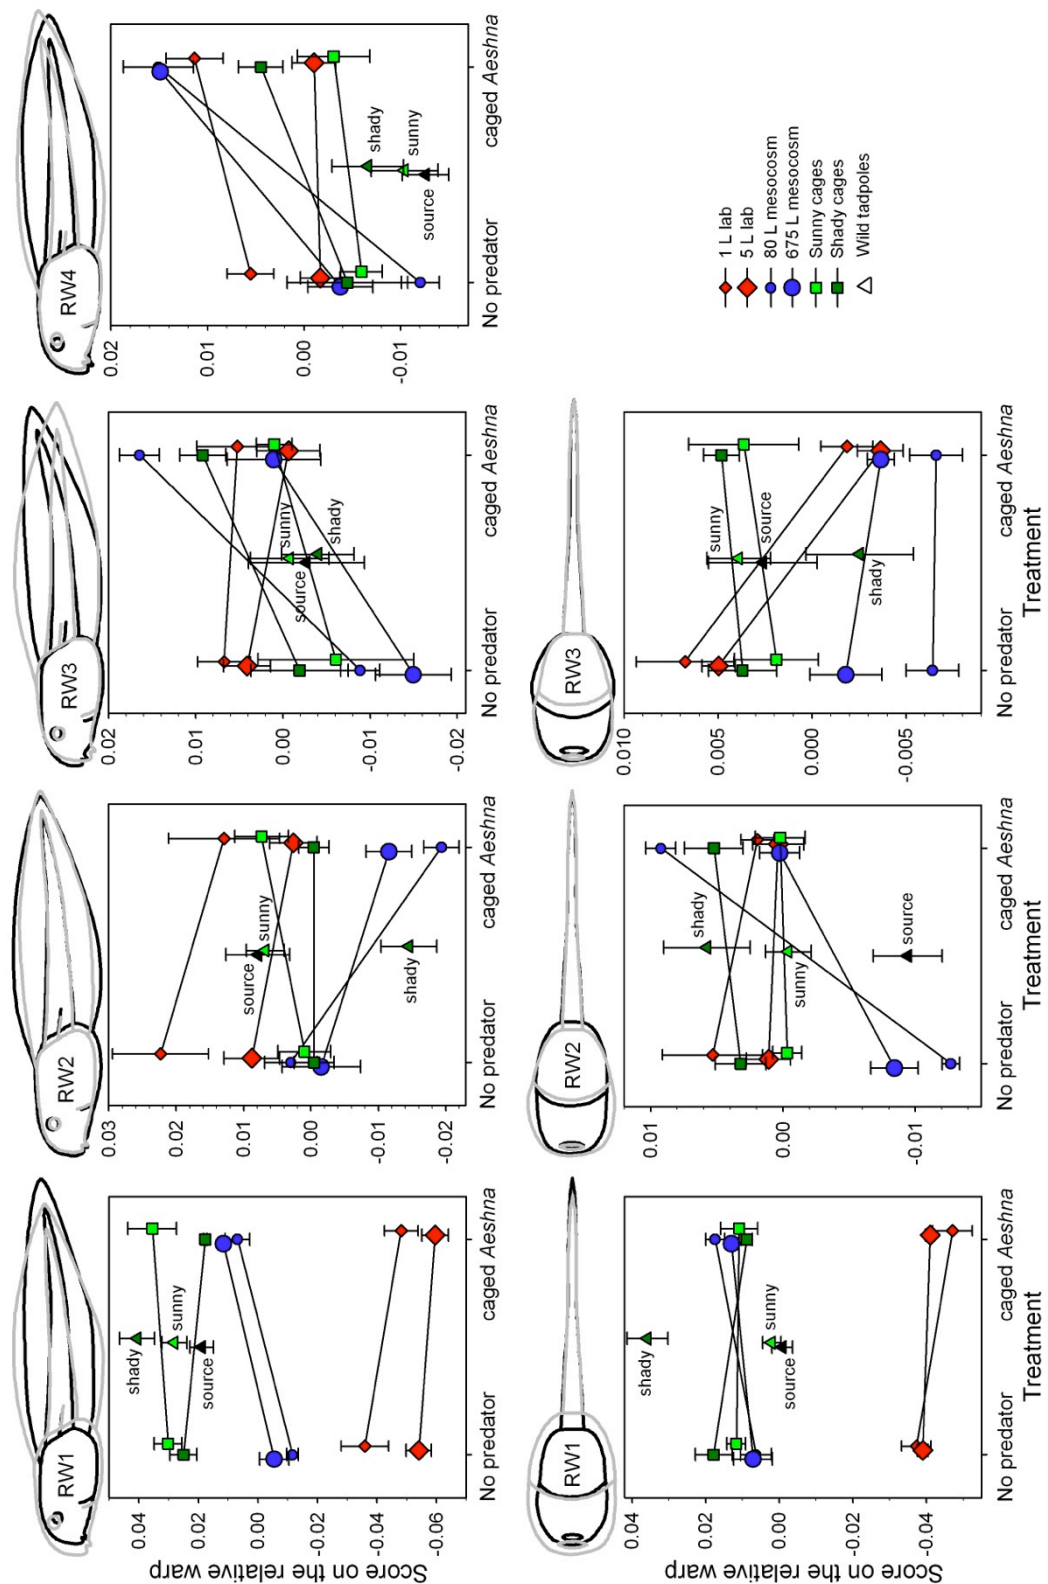 RW1
0.04
0.02
0.00
-0.02
-0.04
-0.06
Score on the relative warp
shady
sunny
source
No predator
caged Aeshna
RW2
0.03
0.02
0.01
0.00
-0.01
-0.02
source
sunny
shady
No predator
caged Aeshna
RW3
0.02
0.01
0.00
-0.01
-0.02
source
sunny
shady
No predator
caged Aeshna
RW4
0.02
0.01
0.00
-0.01
shady
sunny
source
No predator
caged Aeshna
RW1
0.04
0.02
0.00
-0.02
-0.04
Score on the relative warp
shady
sunny
source
No predator
caged Aeshna
Treatment
RW2
0.01
0.00
-0.01
shady
sunny
source
No predator
caged Aeshna
Treatment
RW3
0.010
0.005
0.000
-0.005
sunny
source
shady
No predator
caged Aeshna
Treatment
1 L lab
5 L lab
80 L mesocosm
675 L mesocosm
Sunny cages
Shady cages
Wild tadpoles